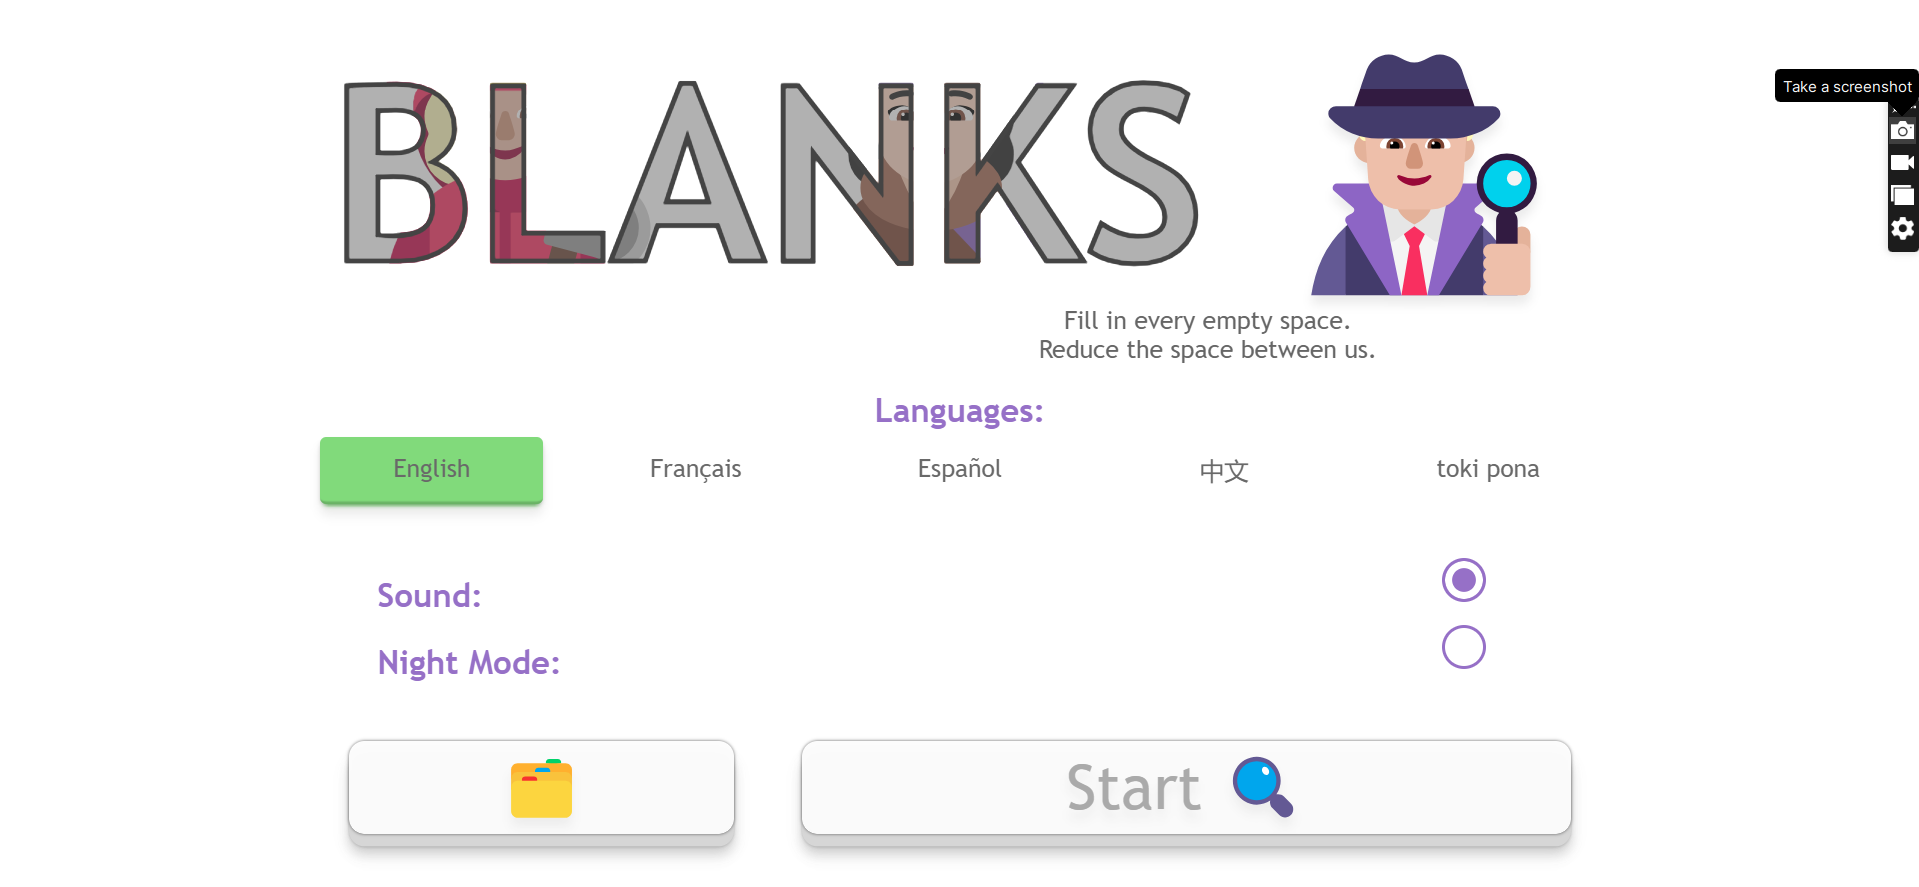 BLANKS
Take a screenshot
Fill in every empty space.
Reduce the space between us.
Languages:
English
Français
Español
中文
toki pona
Sound:
Night Mode:
Start